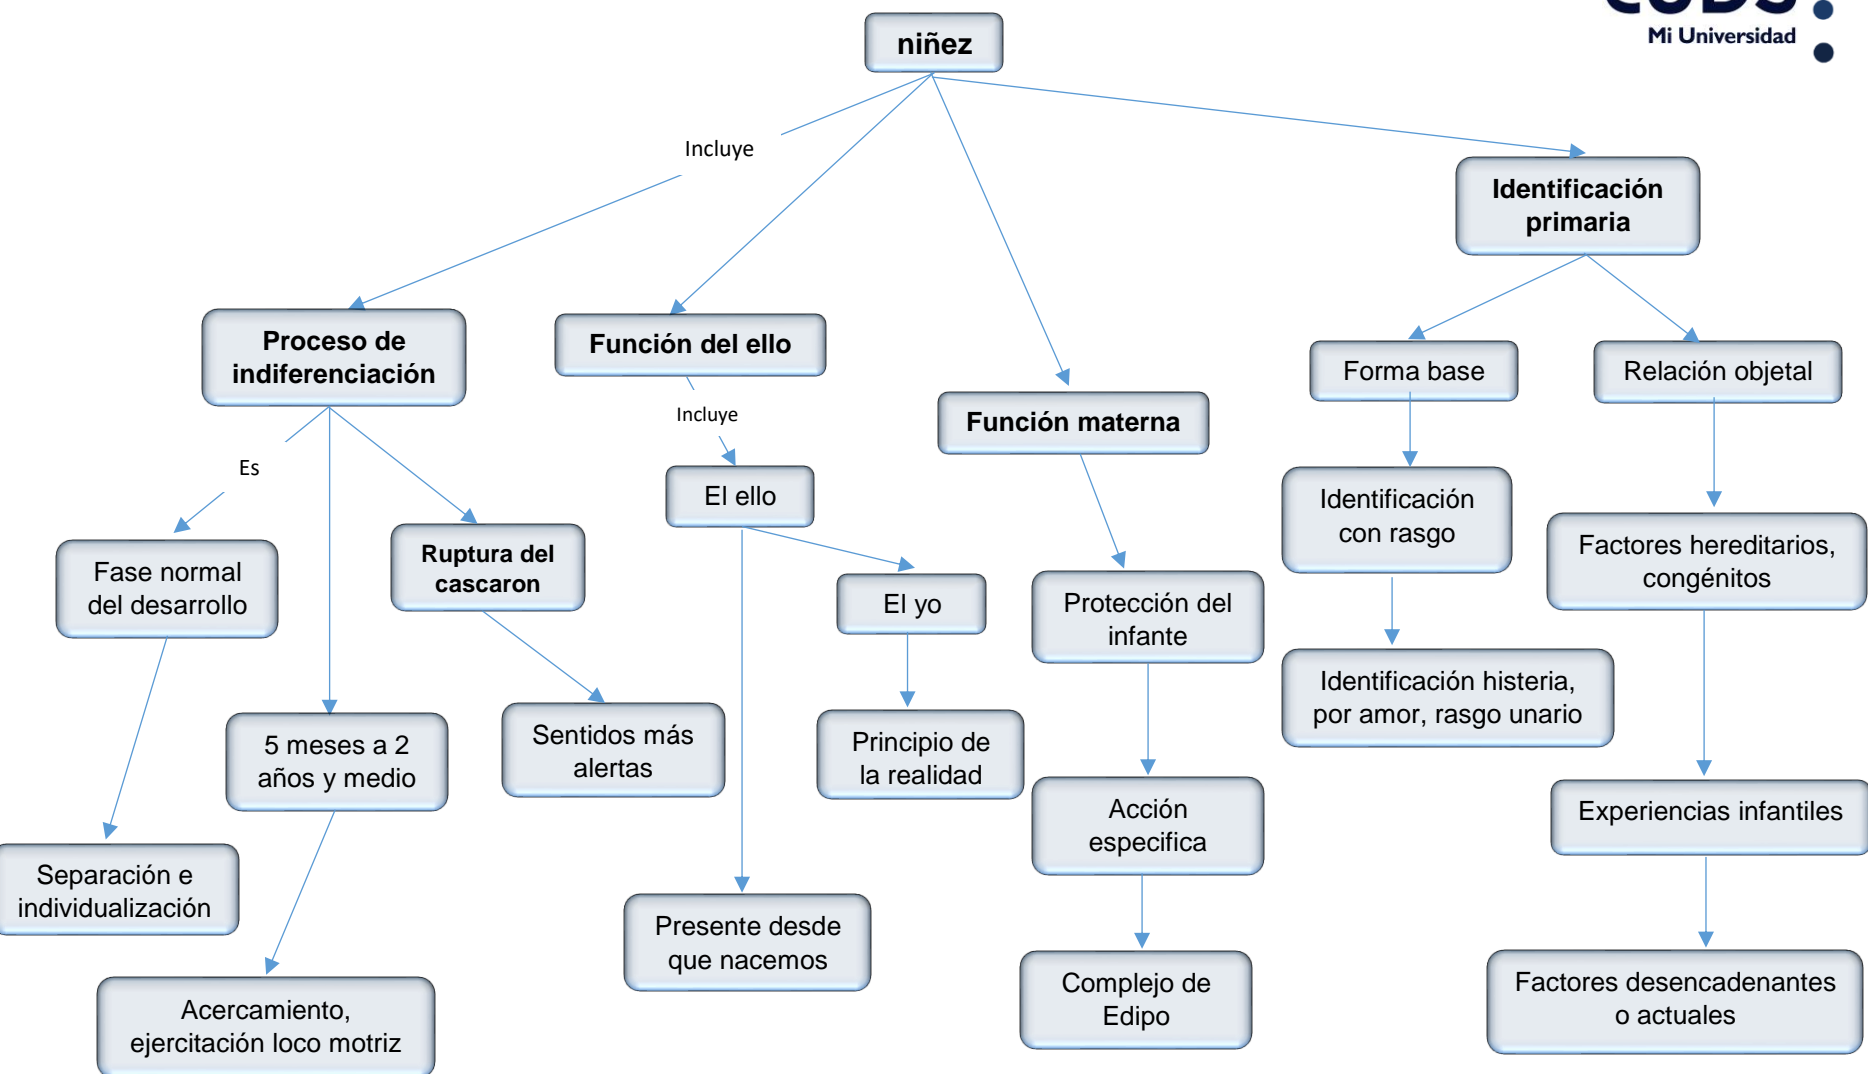 Mi Universidad
niñez
Incluye
Identificación
primaria
Proceso de
indiferenciación
Función del ello
Función materna
Forma base
Relación objetal
Es
Incluye
El ello
Identificación
con rasgo
Factores hereditarios,
congénitos
Fase normal
del desarrollo
Ruptura del
cascaron
El yo
Protección del
infante
Identificación histeria,
por amor, rasgo unario
5 meses a 2
años y medio
Sentidos más
alertas
Principio de
la realidad
Acción
especifica
Experiencias infantiles
Separación e
individualización
Presente desde
que nacemos
Complejo de
Edipo
Factores desencadenantes
o actuales
Acercamiento,
ejercitación loco motriz